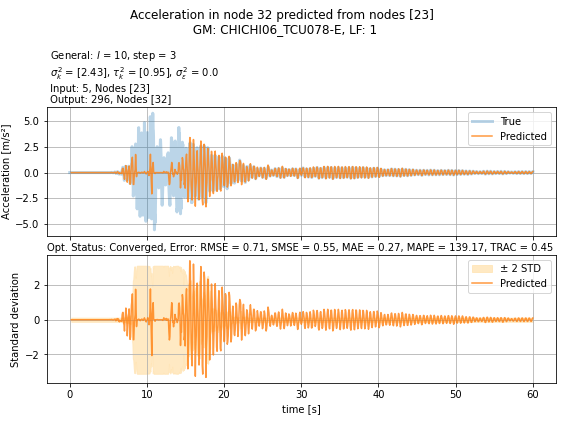 Acceleration in node 32 predicted from nodes [23]
GM: CHICHI06_TCU078-E, LF: 1
General: l = 10, step = 3
σ²ₖ = [2.43], τ²ₖ = [0.95], σ²ε = 0.0
Input: 5, Nodes [23]
Output: 296, Nodes [32]
Acceleration [m/s²]
5.0
2.5
0.0
−2.5
−5.0
True
Predicted
Opt. Status: Converged, Error: RMSE = 0.71, SMSE = 0.55, MAE = 0.27, MAPE = 139.17, TRAC = 0.45
Standard deviation
2
0
−2
± 2 STD
Predicted
0 10 20 30 40 50 60
time [s]